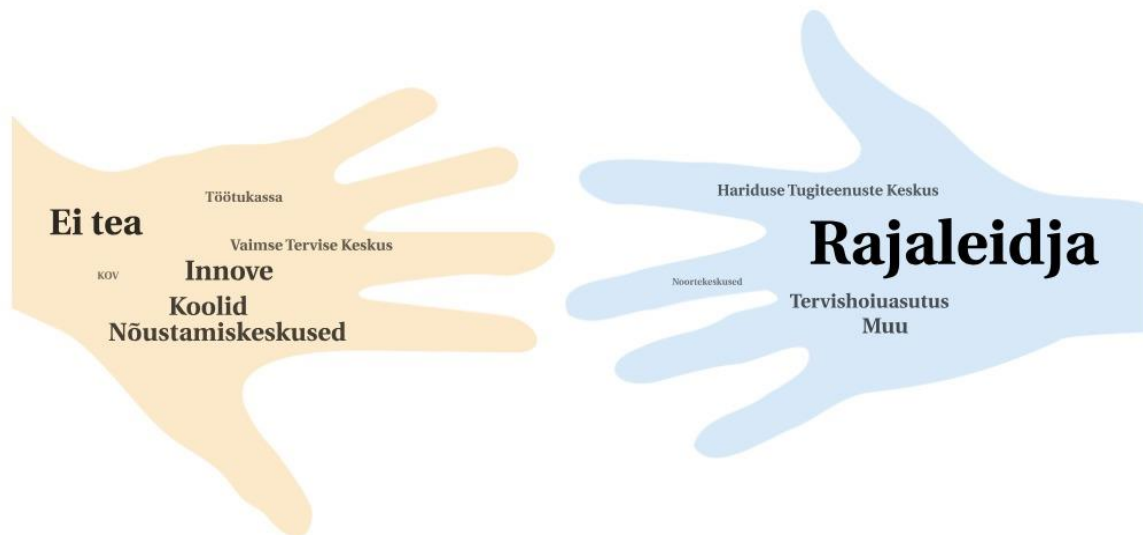 Töötukassa
Ei tea
Vaimse Tervise Keskus
KOV
Innove
Koolid
Nõustamiskeskused
Hariduse Tugiteenuste Keskus
Rajaleidja
Noortekeskused
Tervishoiuasutus
Muu